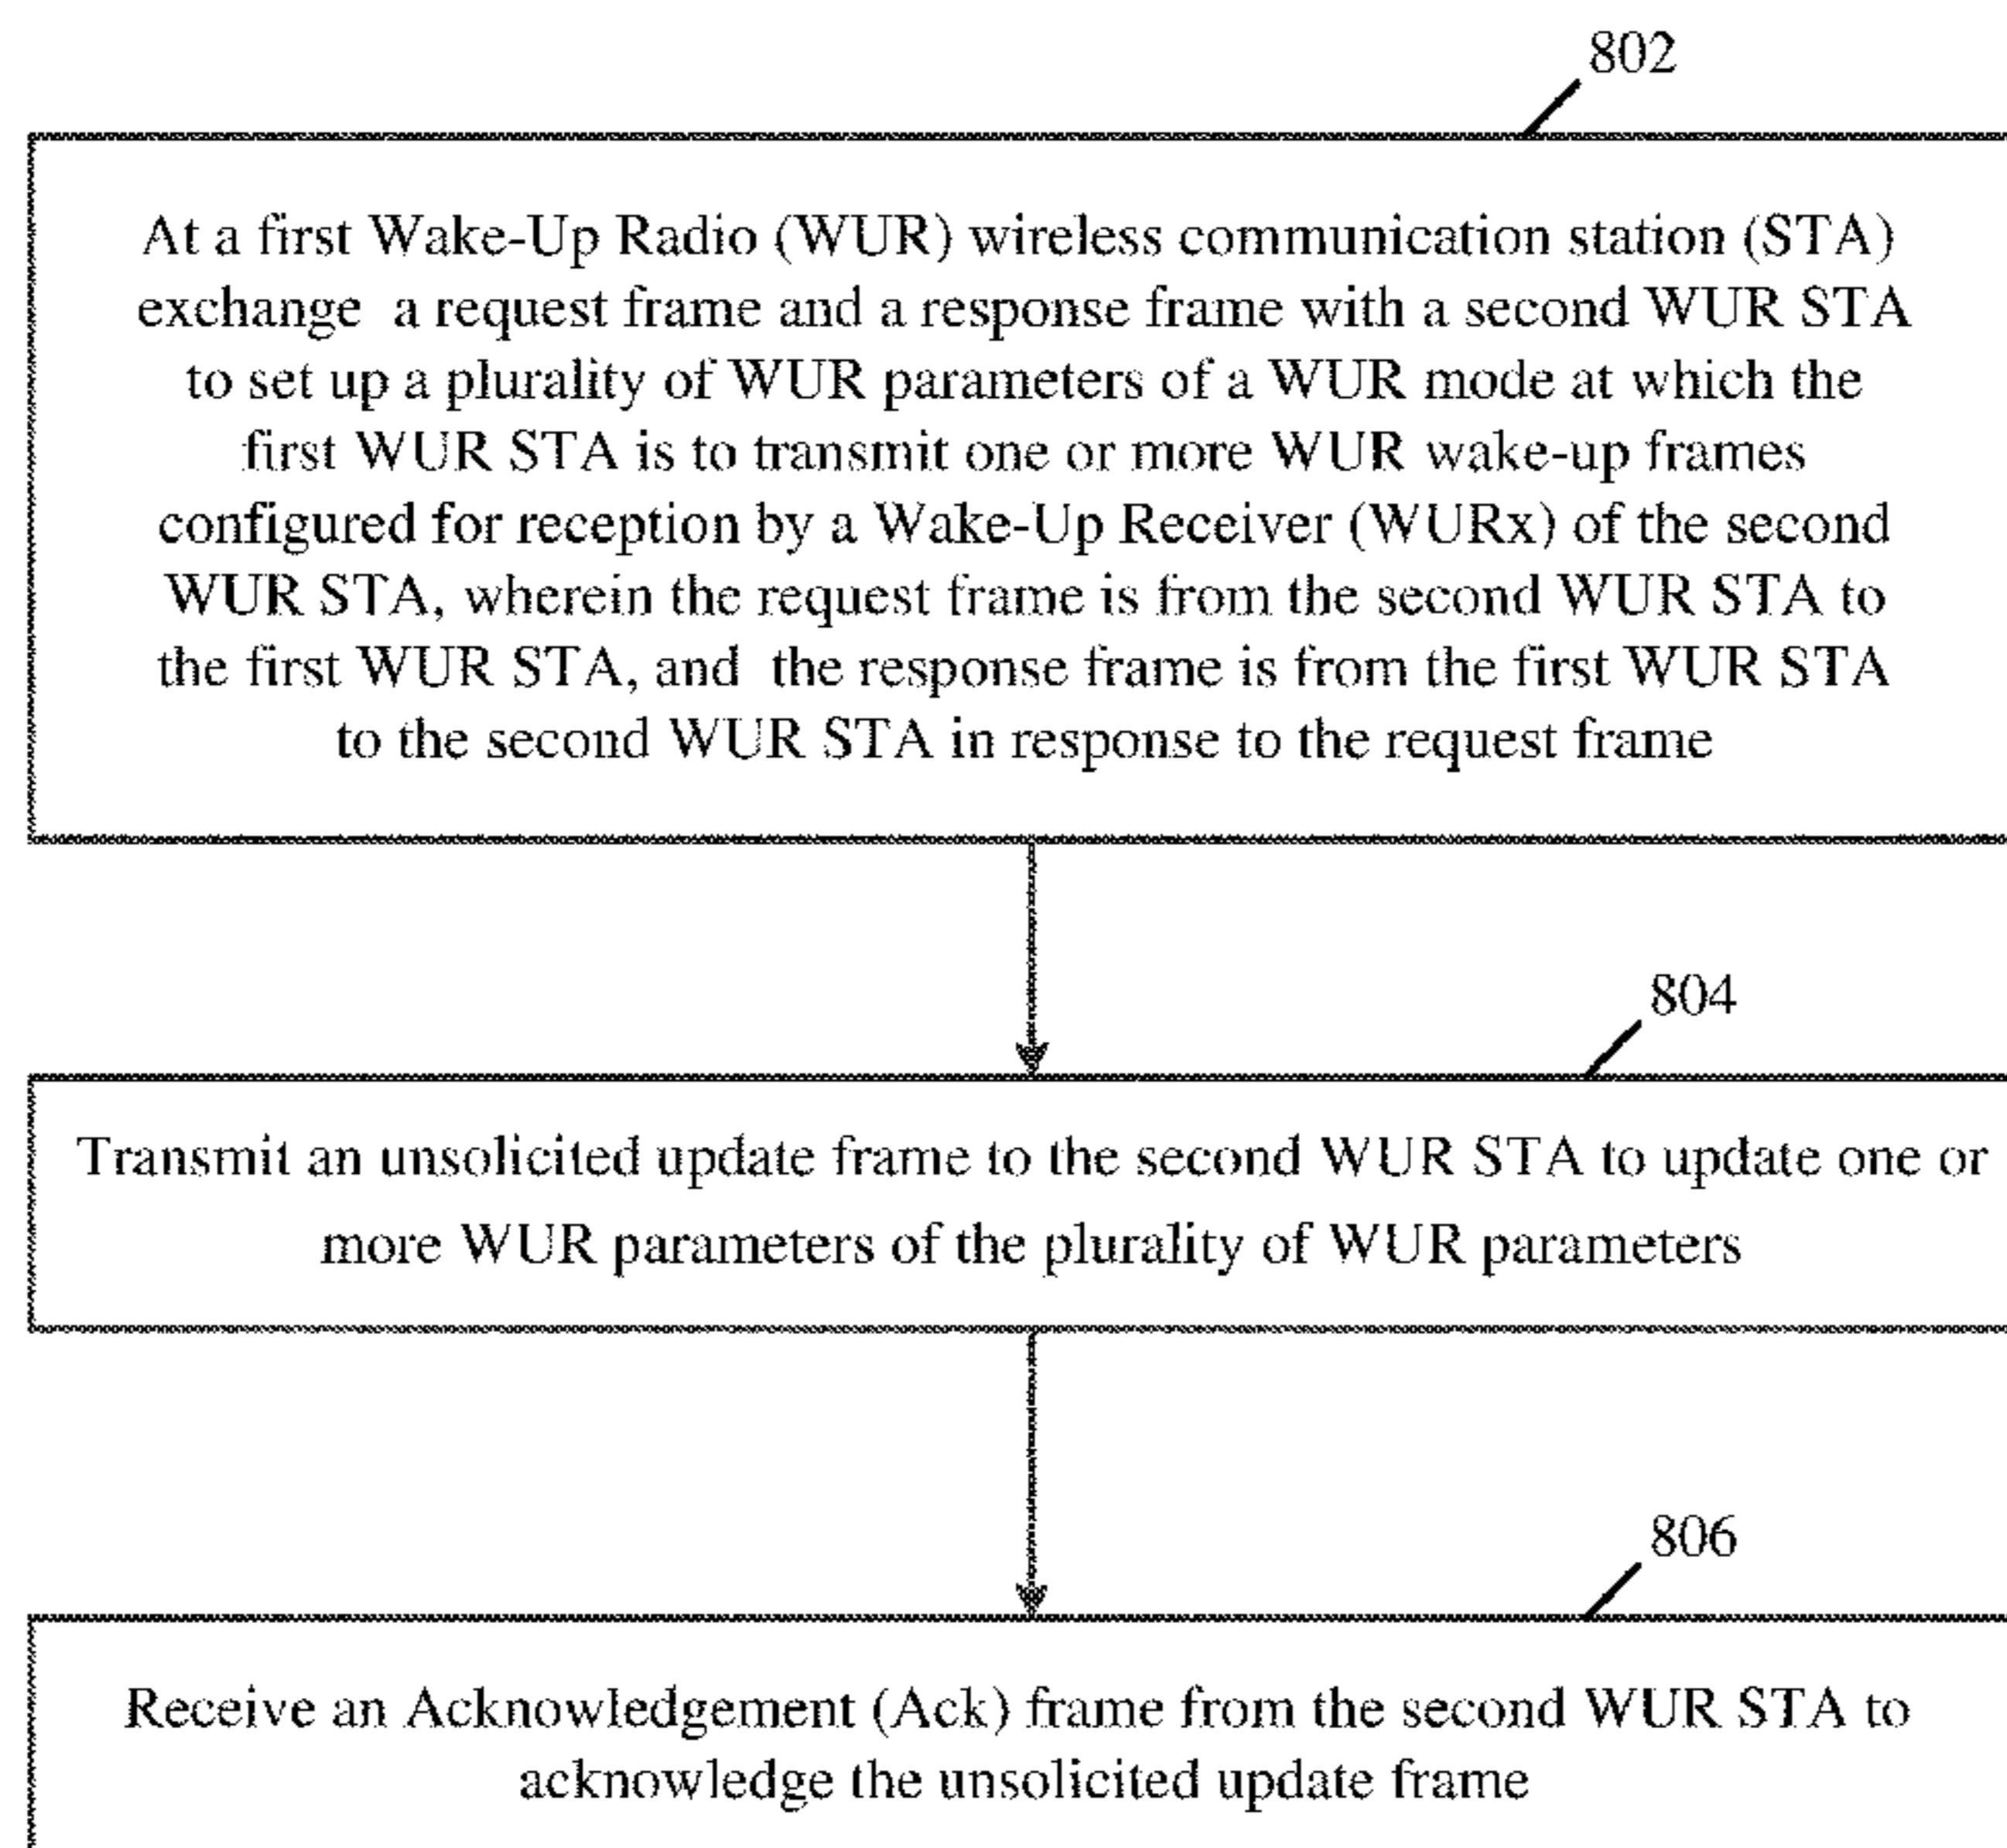 802
At a first Wake-Up Radio (WUR) wireless communication station (STA)
exchange a request frame and a response frame with a second WUR STA
to set up a plurality of WUR parameters of a WUR mode at which the
first WUR STA is to transmit one or more WUR wake-up frames
configured for reception by a Wake-Up Receiver (WURx) of the second
WUR STA, wherein the request frame is from the second WUR STA to
the first WUR STA, and the response frame is from the first WUR STA
to the second WUR STA in response to the request frame
804
Transmit an unsolicited update frame to the second WUR STA to update one or
more WUR parameters of the plurality of WUR parameters
806
Receive an Acknowledgement (Ack) frame from the second WUR STA to
acknowledge the unsolicited update frame